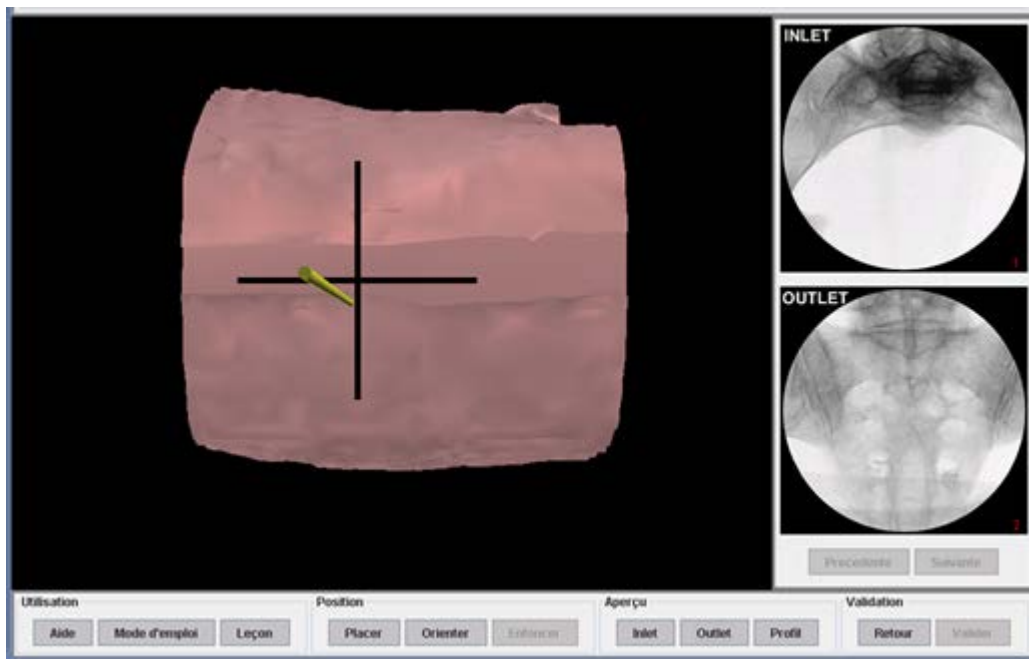 INLET
1
OUTLET
2
Précédente Suivante
Utilisation Position Aperçu Validation
Aide Mode d'emploi Leçon Placer Orienter Enfoncer Inlet Outlet Profil Retour Valider